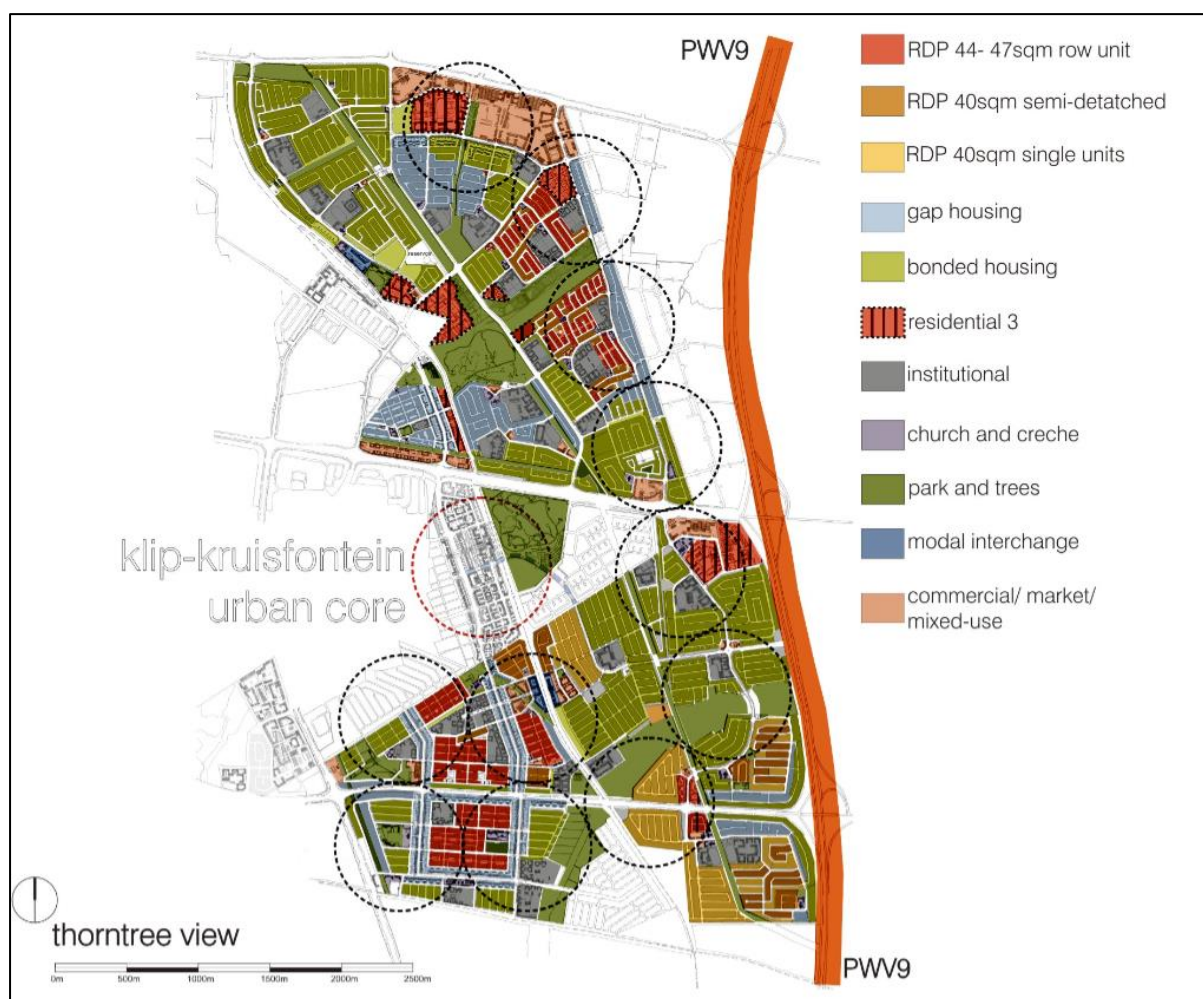 PWV9
RDP 44- 47sqm row unit
RDP 40sqm semi-detatched
RDP 40sqm single units
gap housing
bonded housing
residential 3
institutional
church and creche
park and trees
modal interchange
commercial/ market/
mixed-use
klip-kruisfontein
urban core
thorntree view
0m 500m 1000m 1500m 2000m 2500m
PWV9